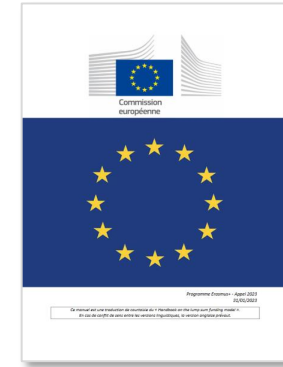 Commission
européenne
Programme Erasmus+ - Appel 2023
31/01/2023
Ce manuel est une traduction de courtoisie du « Handbook on the lump sum funding model ».
En cas de conflit de sens entre les versions linguistiques, la version anglaise prévaut.